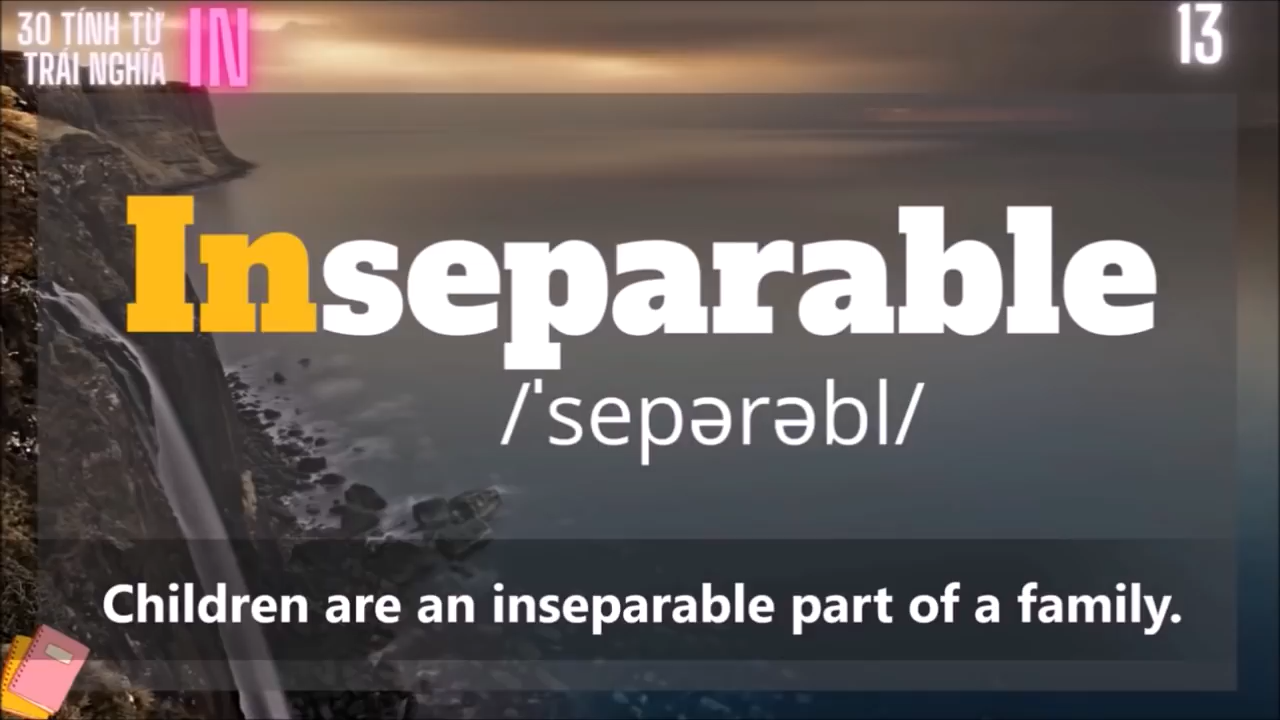 30 TÍNH TỪ
TRÁI NGHĨA
IN
13
Inseparable
/ˈsepərəbl/
Children are an inseparable part of a family.